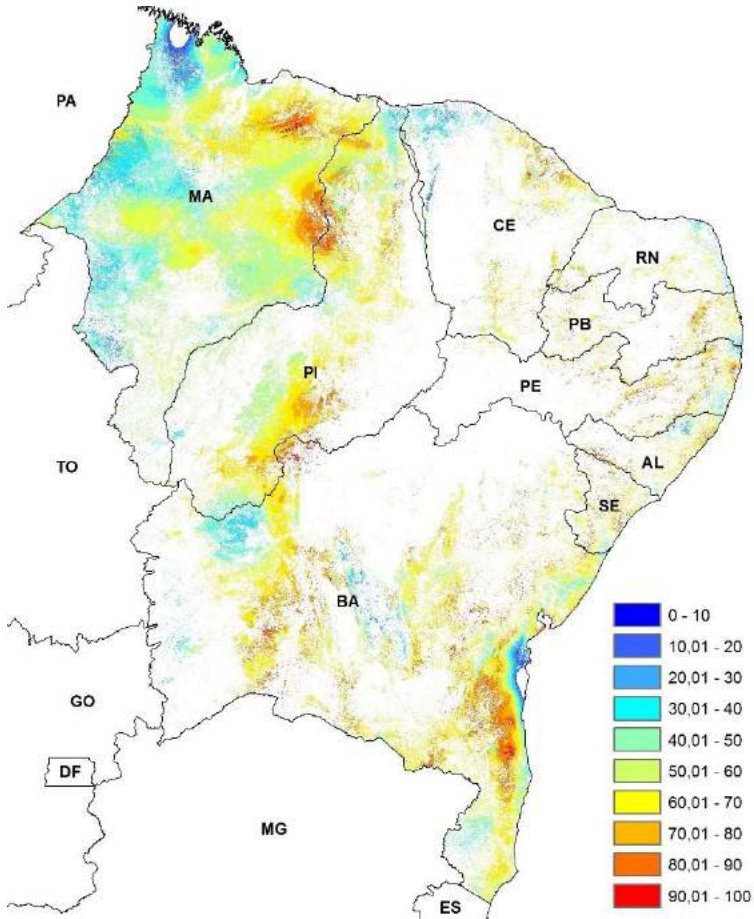 PA
MA
CE
RN
PB
PI
PE
TO
AL
SE
BA
GO
DF
MG
ES
0 - 10
10,01 - 20
20,01 - 30
30,01 - 40
40,01 - 50
50,01 - 60
60,01 - 70
70,01 - 80
80,01 - 90
90,01 - 100